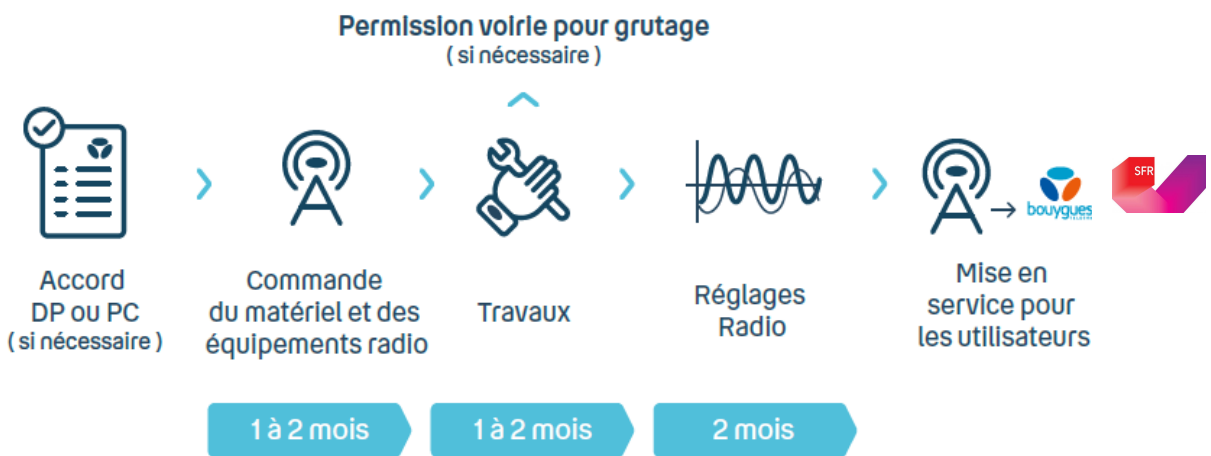 Permission voirie pour grutage
( si nécessaire )
Accord
DP ou PC
( si nécessaire )
Commande
du matériel et des
équipements radio
Travaux
Réglages
Radio
bouygues
TELECOM
SFR
Mise en
service pour
les utilisateurs
1 à 2 mois
1 à 2 mois
2 mois